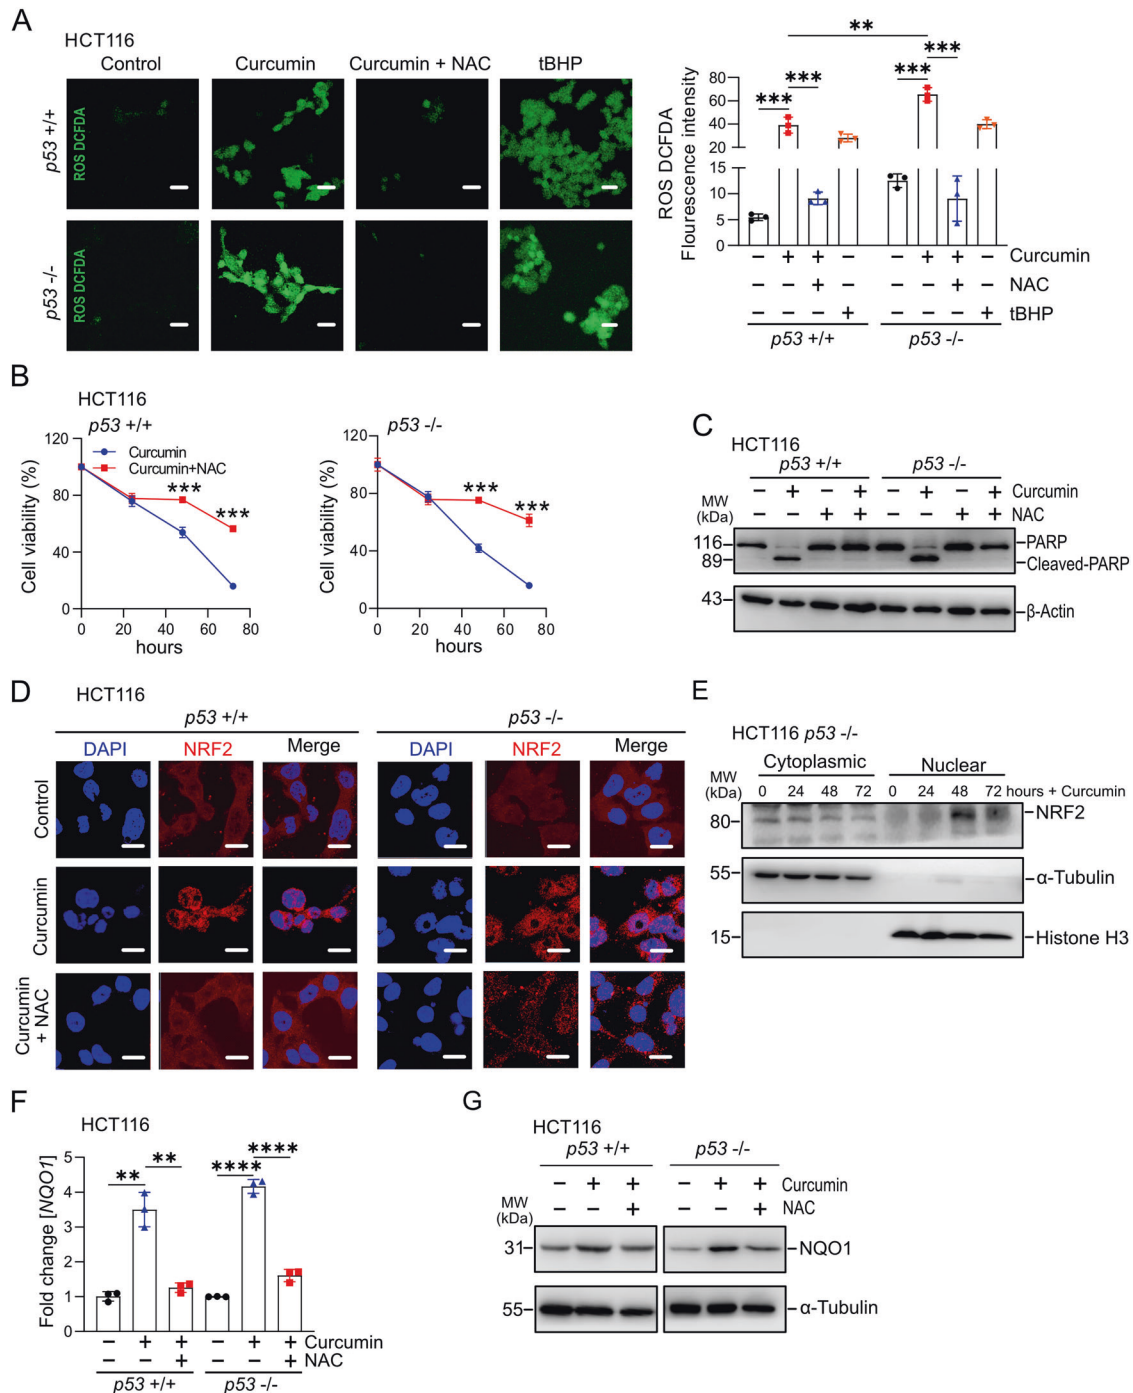 A
HCT116
Control Curcumin Curcumin + NAC tBHP
p53 +/+
ROS DCFDA
p53 -/-
ROS DCFDA
ROS DCFDA
Flourescence intensity
80
60
40
20
15
10
5
0
**
*** *** *** ***
– + + – – + + – Curcumin
– – + – – – + – NAC
– – – + – – – + tBHP
p53 +/+ p53 -/-
B
HCT116
p53 +/+
Cell viability (%)
120
80
40
0
Curcumin
Curcumin+NAC
***
***
0 20 40 60 80
hours
p53 -/-
Cell viability (%)
120
80
40
0
***
***
0 20 40 60 80
hours
C
HCT116
p53 +/+ p53 -/-
– + – + – + – + Curcumin
– – + + – – + + NAC
MW
(kDa)
116 PARP
89 Cleaved-PARP
43 β-Actin
D
HCT116
p53 +/+ p53 -/-
DAPI NRF2 Merge DAPI NRF2 Merge
Control
Curcumin
Curcumin
+ NAC
E
HCT116 p53 -/-
Cytoplasmic Nuclear
MW
(kDa)
0 24 48 72 0 24 48 72 hours + Curcumin
80 NRF2
55 α-Tubulin
15 Histone H3
F
HCT116
Fold change [NQO1]
5
4
3
2
1
0
** ** **** ****
– + + – + + Curcumin
– – + – – + NAC
p53 +/+ p53 -/-
G
HCT116
p53 +/+ p53 -/-
– + + – + + Curcumin
– – + – – + NAC
MW
(kDa)
31 NQO1
55 α-Tubulin